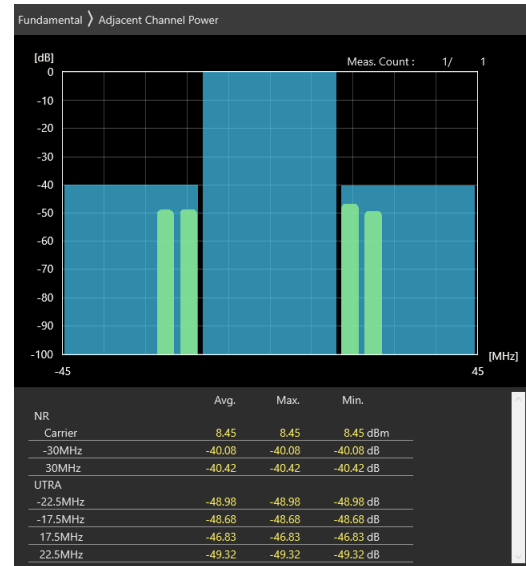 Fundamental 〉 Adjacent Channel Power
[dB]
Meas. Count : 1/ 1
0
-10
-20
-30
-40
-50
-60
-70
-80
-90
-100
[MHz]
-45 45
Avg. Max. Min.
NR
Carrier 8.45 8.45 8.45 dBm
-30MHz -40.08 -40.08 -40.08 dB
30MHz -40.42 -40.42 -40.42 dB
UTRA
-22.5MHz -48.98 -48.98 -48.98 dB
-17.5MHz -48.68 -48.68 -48.68 dB
17.5MHz -46.83 -46.83 -46.83 dB
22.5MHz -49.32 -49.32 -49.32 dB